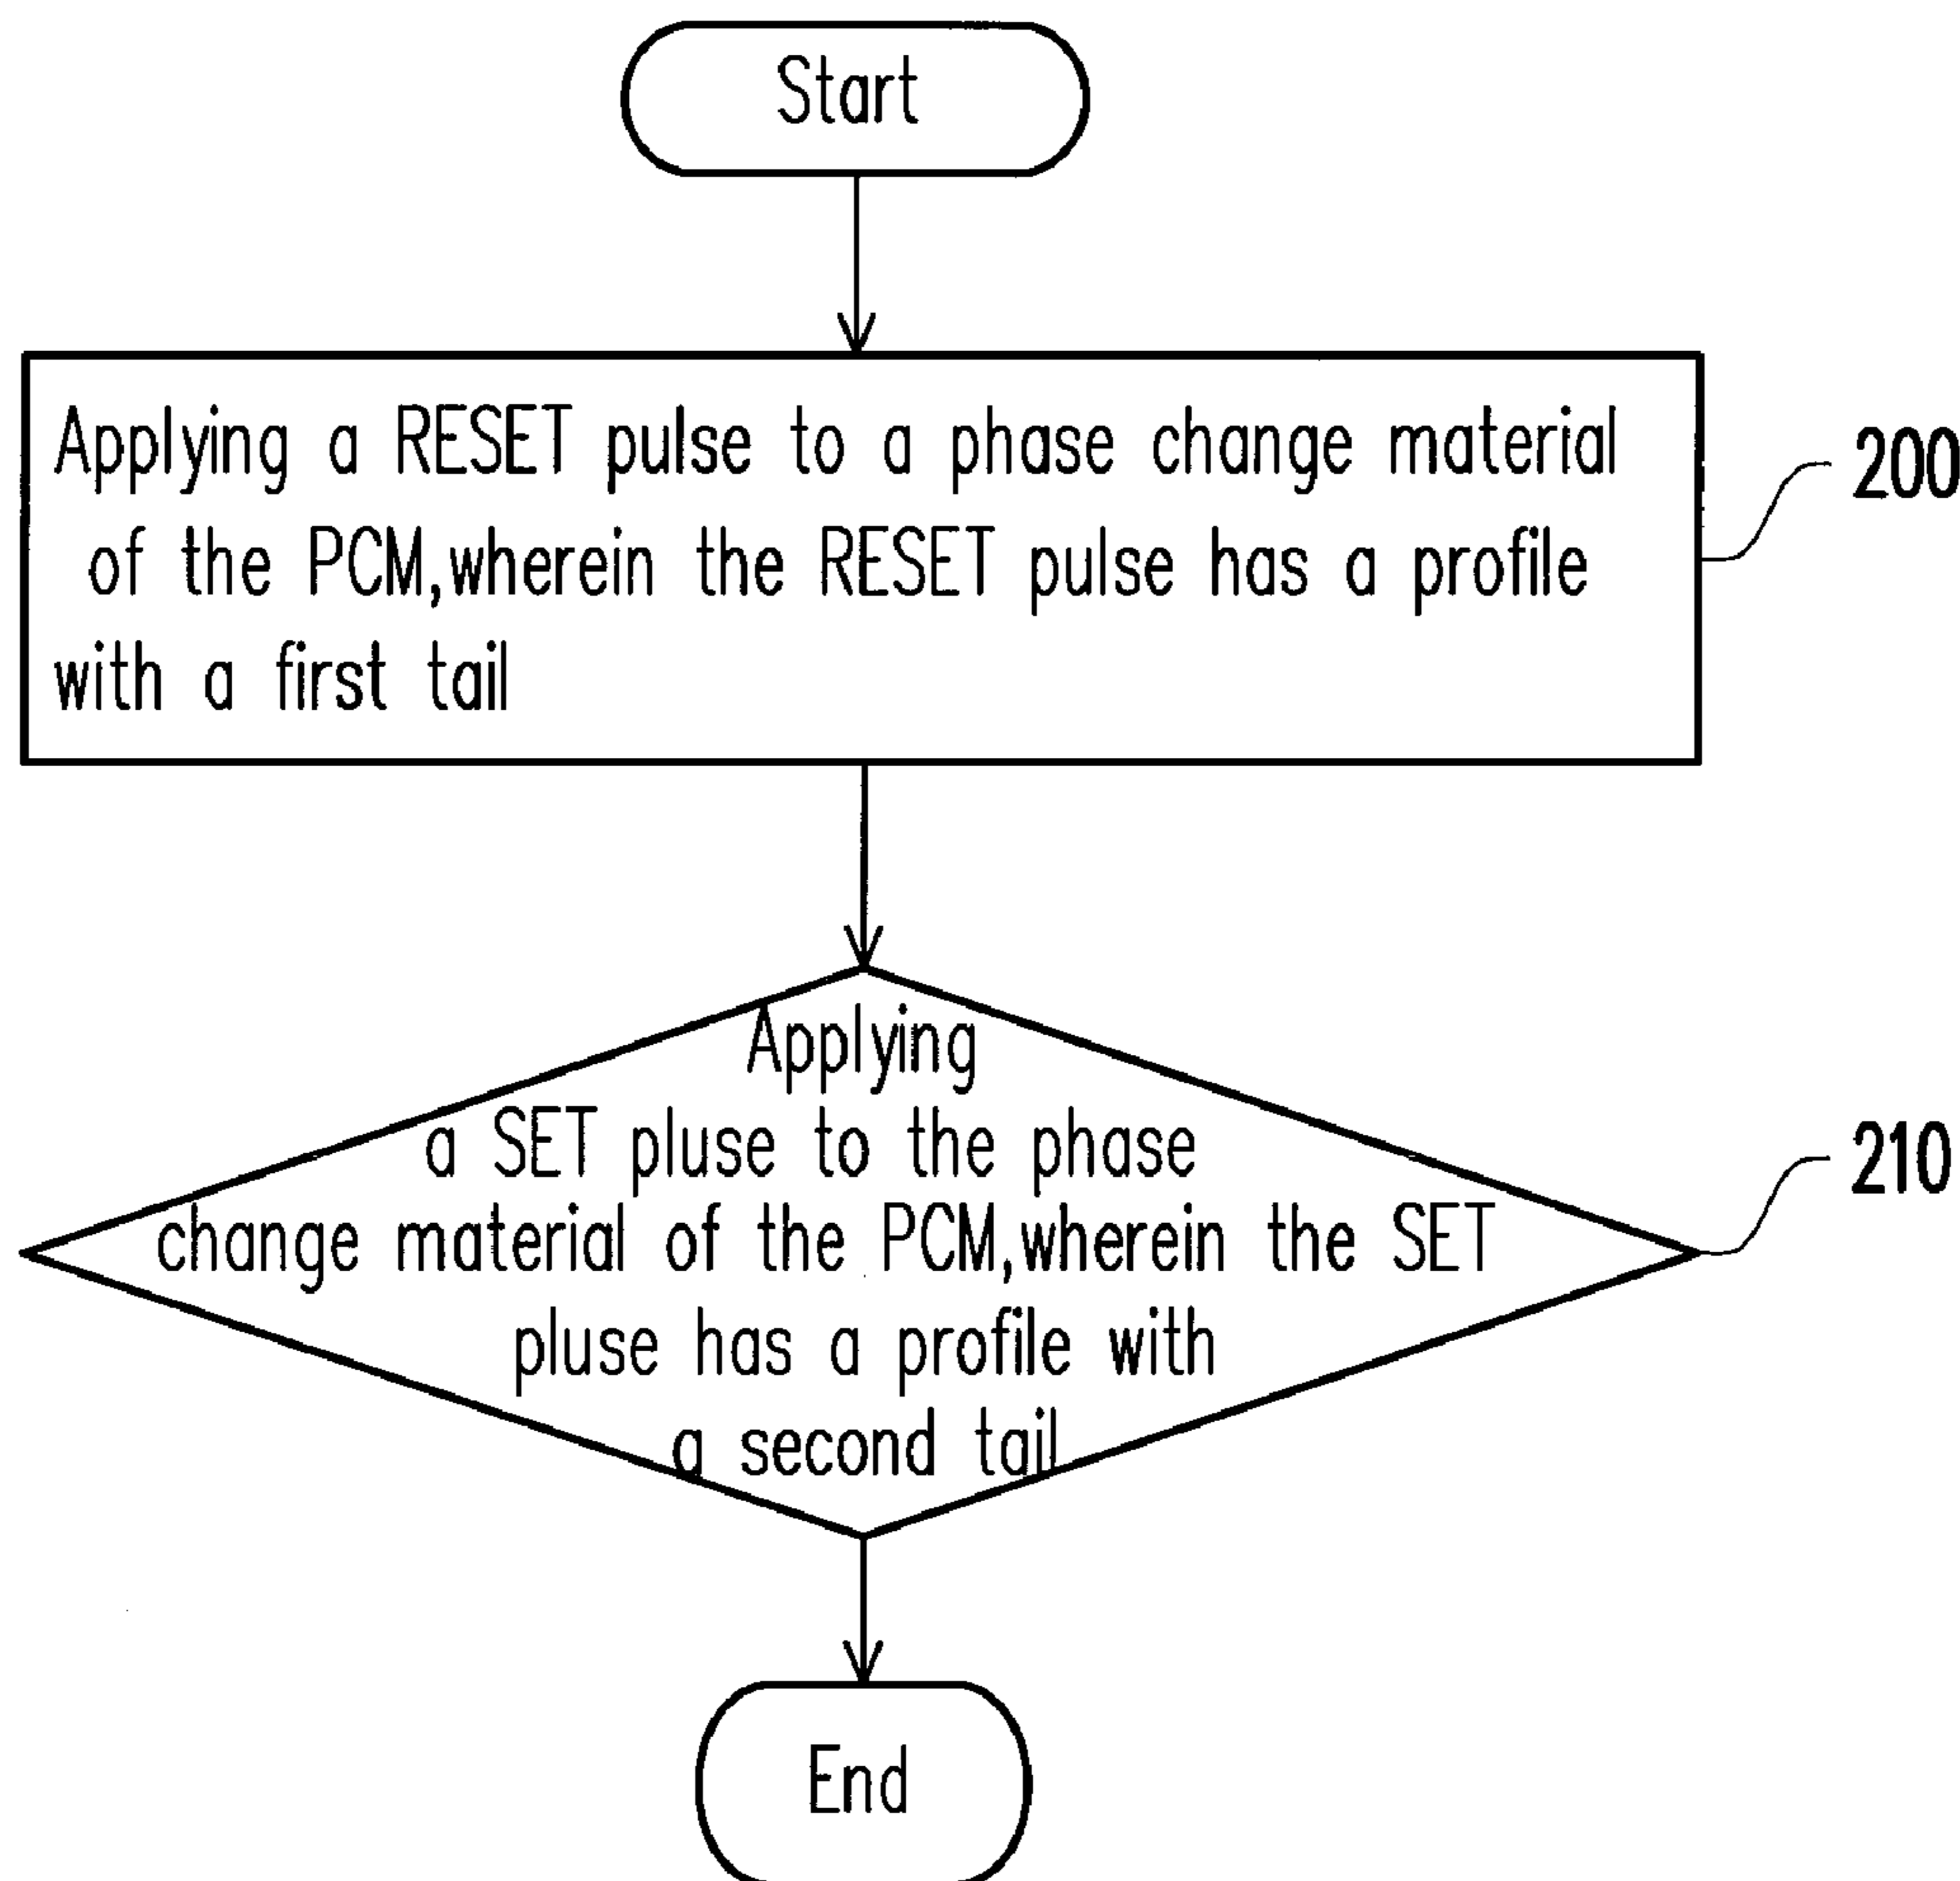 Start
Applying a RESET pulse to a phase change material
of the PCM,wherein the RESET pulse has a profile
with a first tail
200
Applying
a SET pluse to the phase
change material of the PCM,wherein the SET
pluse has a profile with
a second tail
210
End